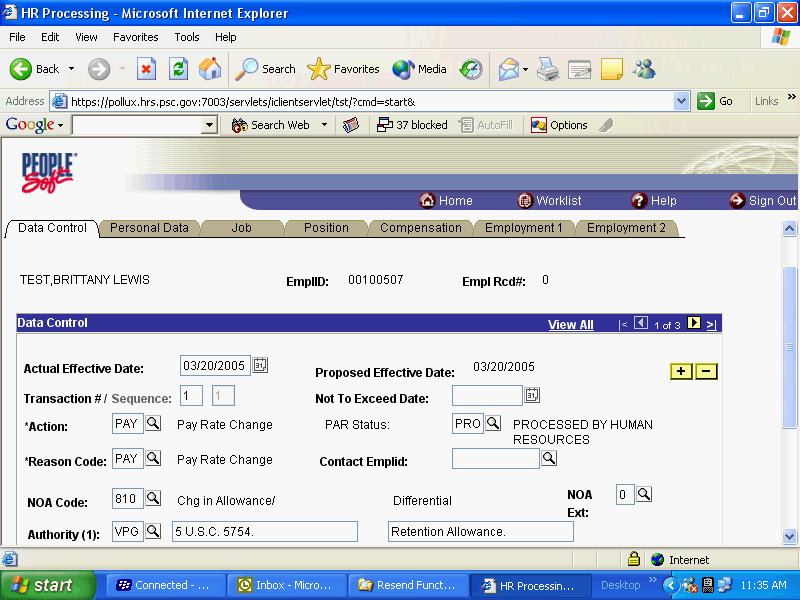 HR Processing - Microsoft Internet Explorer
File Edit View Favorites Tools Help
Back Search Favorites Media
Address https://pollux.hrs.psc.gov:7003/servlets/iclientservlet/tst/?cmd=start& Go Links »
Google Search Web 37 blocked AutoFill Options
PEOPLE
Soft
Home Worklist Help Sign Out
Data Control Personal Data Job Position Compensation Employment 1 Employment 2
TEST,BRITTANY LEWIS EmplID: 00100507 Empl Rcd#: 0
Data Control View All |< 1 of 3 >|
Actual Effective Date: 03/20/2005 Proposed Effective Date: 03/20/2005 + −
Transaction # / Sequence: 1 1 Not To Exceed Date:
*Action: PAY Pay Rate Change PAR Status: PRO PROCESSED BY HUMAN
RESOURCES
*Reason Code: PAY Pay Rate Change Contact Emplid:
NOA Code: 810 Chg in Allowance/ Differential NOA
Ext: 0
Authority (1): VPG 5 U.S.C. 5754. Retention Allowance.
Internet
start Connected - ... Inbox - Micro... Resend Funct... HR Processin... Desktop » 11:35 AM